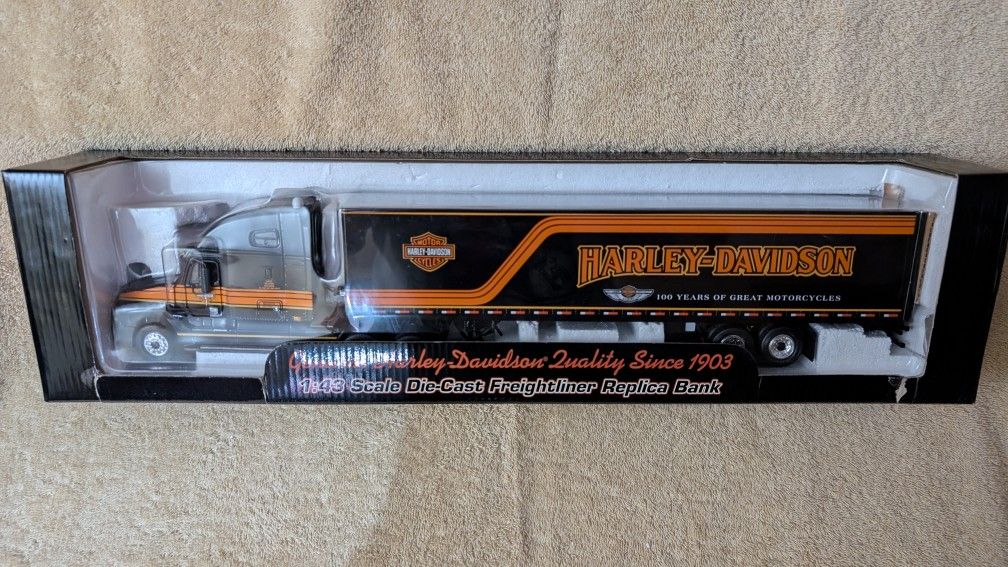 MOTOR
HARLEY-DAVIDSON
CYCLES
HARLEY-DAVIDSON
100 YEARS OF GREAT MOTORCYCLES
Harley-Davidson Quality Since 1903
1:43 Scale Die-Cast Freightliner Replica Bank